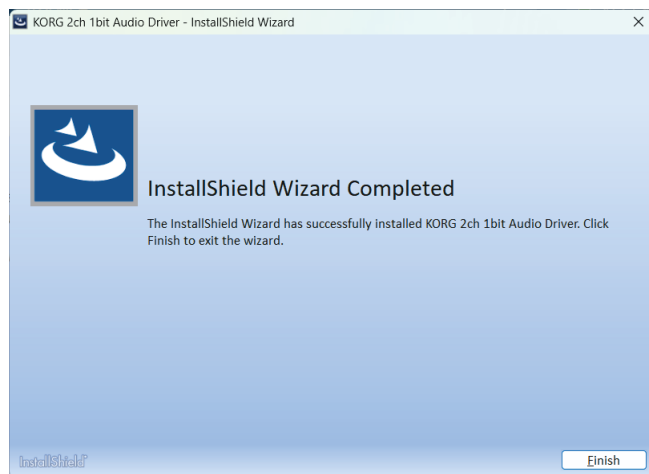 KORG 2ch 1bit Audio Driver - InstallShield Wizard
InstallShield Wizard Completed
The InstallShield Wizard has successfully installed KORG 2ch 1bit Audio Driver. Click
Finish to exit the wizard.
InstallShield
Finish